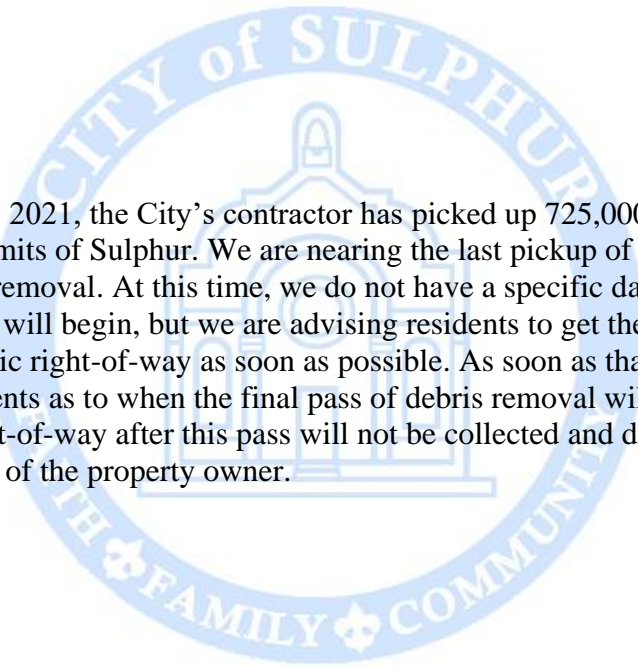 CITY of SULPHUR
2021, the City’s contractor has picked up 725,000
mits of Sulphur. We are nearing the last pickup of
removal. At this time, we do not have a specific da
will begin, but we are advising residents to get the
ic right-of-way as soon as possible. As soon as tha
ents as to when the final pass of debris removal wil
t-of-way after this pass will not be collected and d
of the property owner.
FAITH FAMILY COMMUNITY